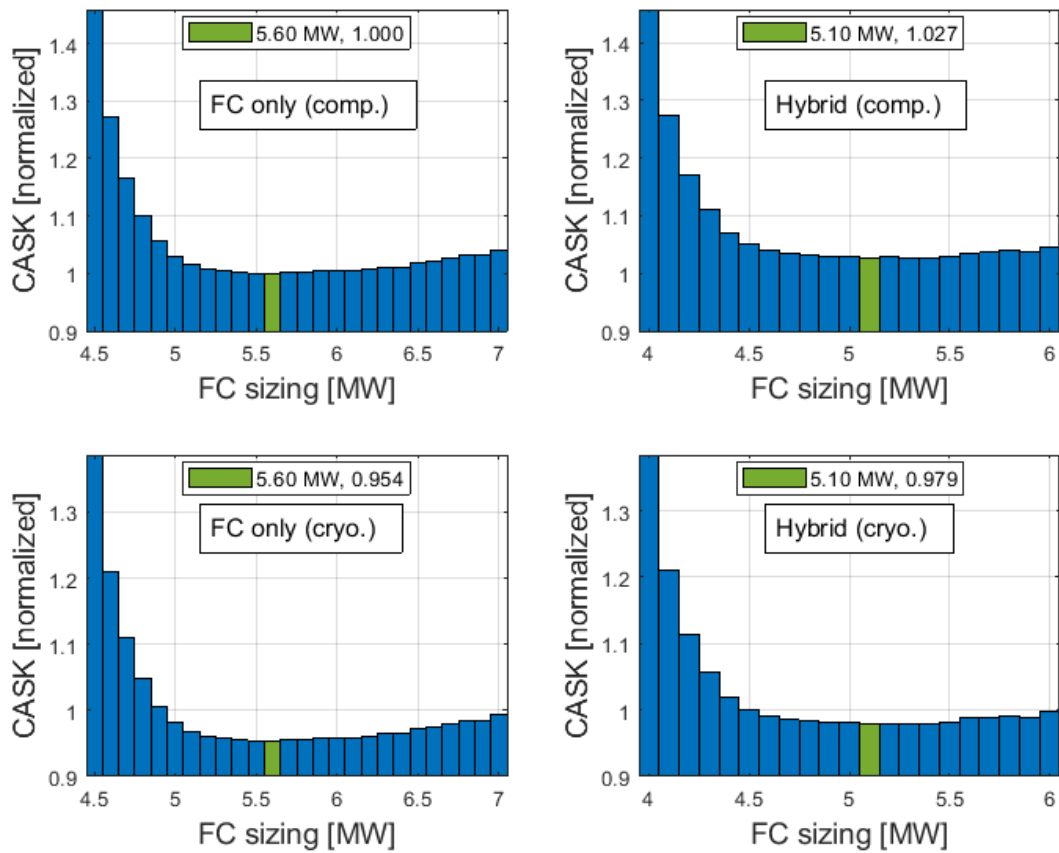 5.60 MW, 1.000
FC only (comp.)
CASK [normalized]
1.4
1.3
1.2
1.1
1
0.9
4.5 5 5.5 6 6.5 7
FC sizing [MW]
5.10 MW, 1.027
Hybrid (comp.)
CASK [normalized]
1.4
1.3
1.2
1.1
1
0.9
4 4.5 5 5.5 6
FC sizing [MW]
5.60 MW, 0.954
FC only (cryo.)
CASK [normalized]
1.3
1.2
1.1
1
0.9
4.5 5 5.5 6 6.5 7
FC sizing [MW]
5.10 MW, 0.979
Hybrid (cryo.)
CASK [normalized]
1.3
1.2
1.1
1
0.9
4 4.5 5 5.5 6
FC sizing [MW]